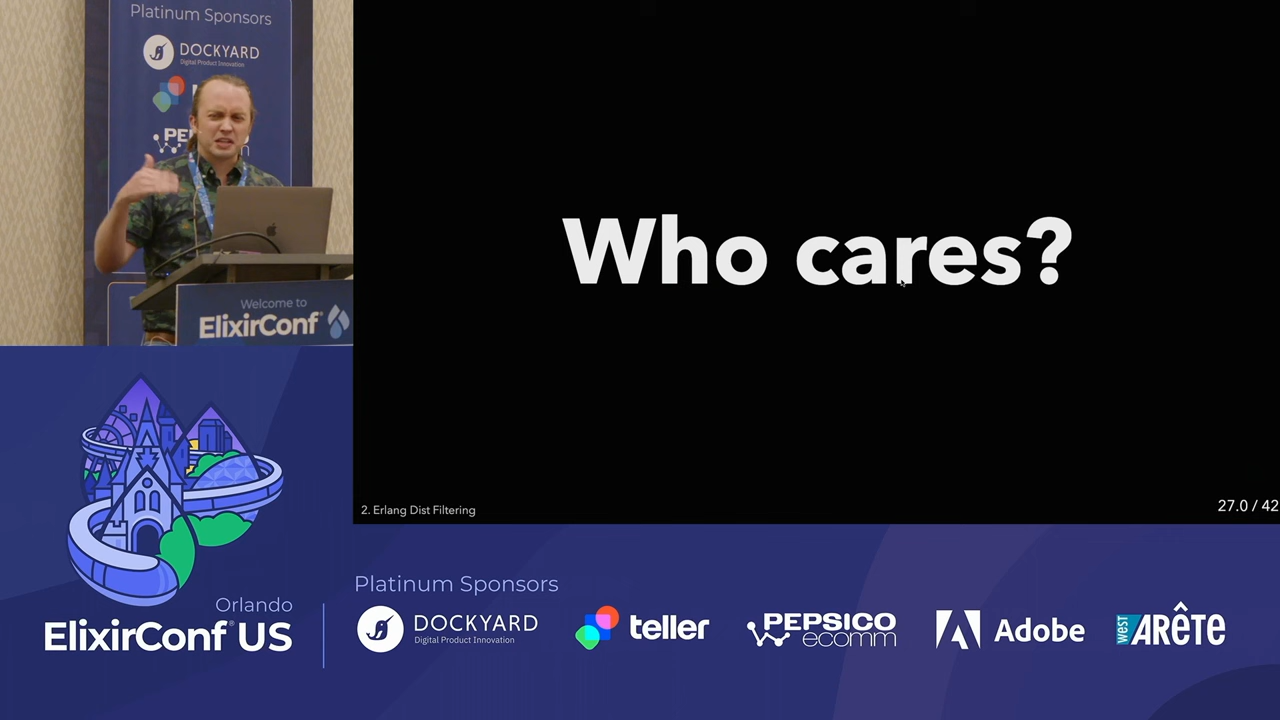 Platinum Sponsors
DOCKYARD
Digital Product Innovation
PE
Welcome to
ElixirConf
Who cares?
2. Erlang Dist Filtering
27.0 / 42
Orlando
ElixirConf® US
Platinum Sponsors
DOCKYARD
Digital Product Innovation
teller
PEPSICO
ecomm
Adobe
west ARÊTE